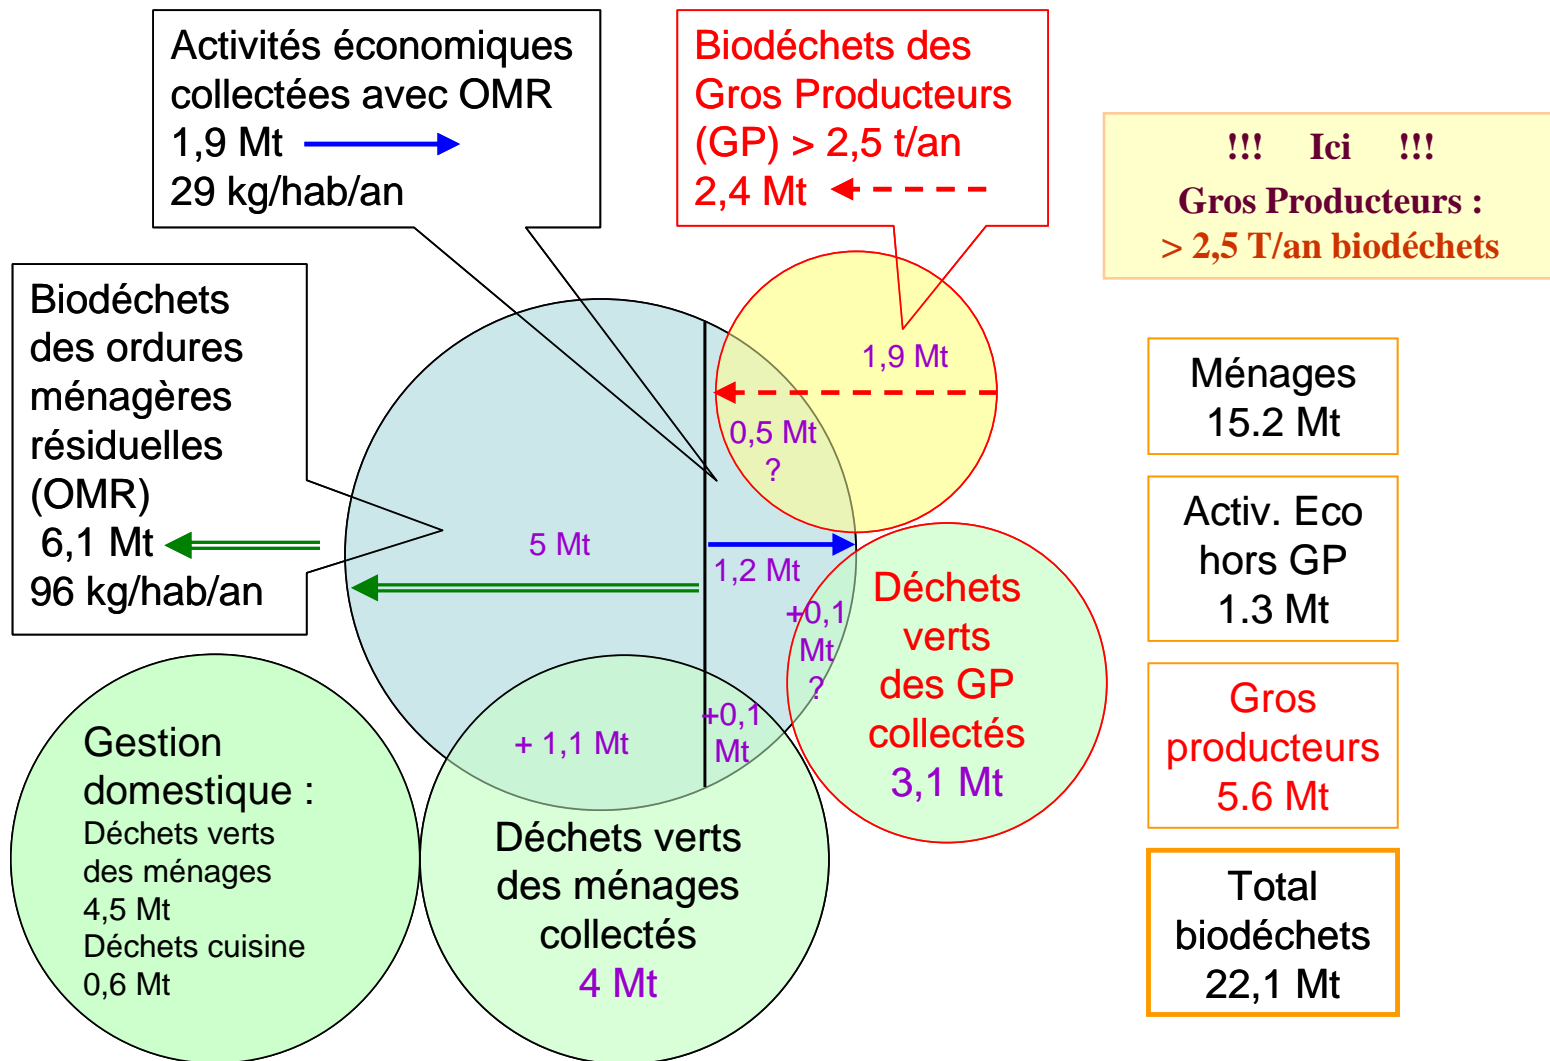 Activités économiques
collectées avec OMR
1,9 Mt
29 kg/hab/an
Biodéchets des
Gros Producteurs
(GP) > 2,5 t/an
2,4 Mt
!!! Ici !!!
Gros Producteurs :
> 2,5 T/an biodéchets
Biodéchets
des ordures
ménagères
résiduelles
(OMR)
6,1 Mt
96 kg/hab/an
1,9 Mt
0,5 Mt
?
5 Mt
1,2 Mt
+0,1
Mt
?
+ 1,1 Mt
+0,1
Mt
Déchets
verts
des GP
collectés
3,1 Mt
Gestion
domestique :
Déchets verts
des ménages
4,5 Mt
Déchets cuisine
0,6 Mt
Déchets verts
des ménages
collectés
4 Mt
Ménages
15.2 Mt
Activ. Eco
hors GP
1.3 Mt
Gros
producteurs
5.6 Mt
Total
biodéchets
22,1 Mt